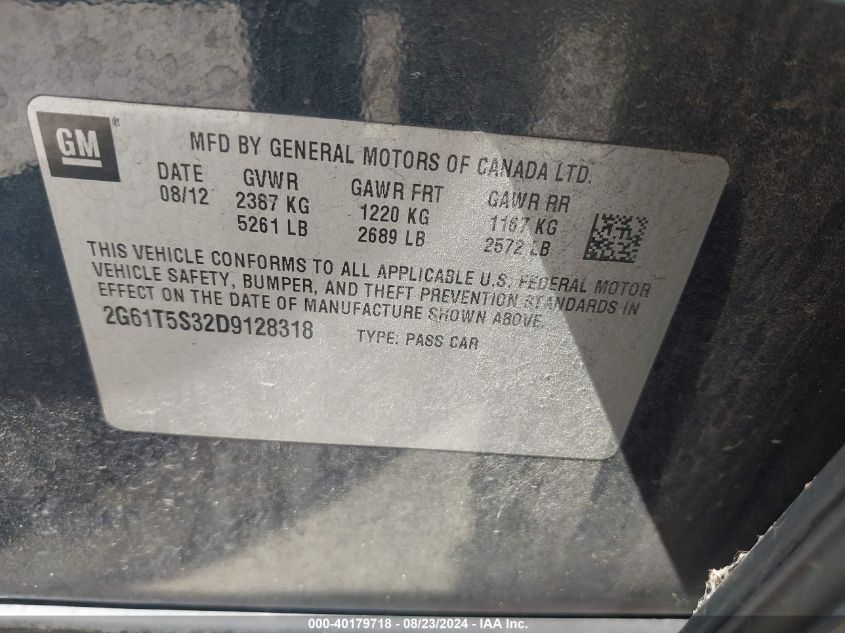 GM®
MFD BY GENERAL MOTORS OF CANADA LTD.
DATE GVWR GAWR FRT GAWR RR
08/12 2387 KG 1220 KG 1167 KG
5261 LB 2689 LB 2572 LB
THIS VEHICLE CONFORMS TO ALL APPLICABLE U.S. FEDERAL MOTOR
VEHICLE SAFETY, BUMPER, AND THEFT PREVENTION STANDARDS IN
EFFECT ON THE DATE OF MANUFACTURE SHOWN ABOVE.
2G61T5S32D9128318 TYPE: PASS CAR
000-40179718 - 08/23/2024 - © IAA Inc.